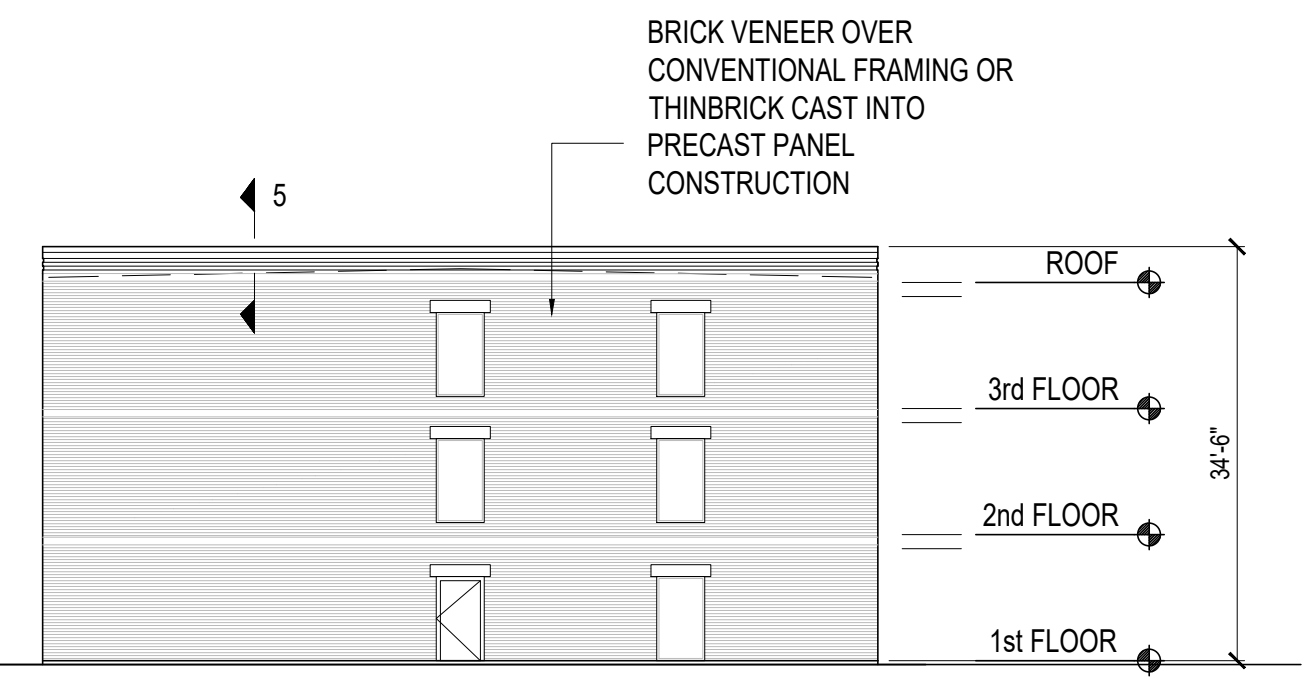 BRICK VENEER OVER
CONVENTIONAL FRAMING OR
THINBRICK CAST INTO
PRECAST PANEL
CONSTRUCTION
5
ROOF
3rd FLOOR
2nd FLOOR
1st FLOOR
34'-6"